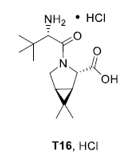 NH2 • HCl
O
N
O
OH
T16, HCl